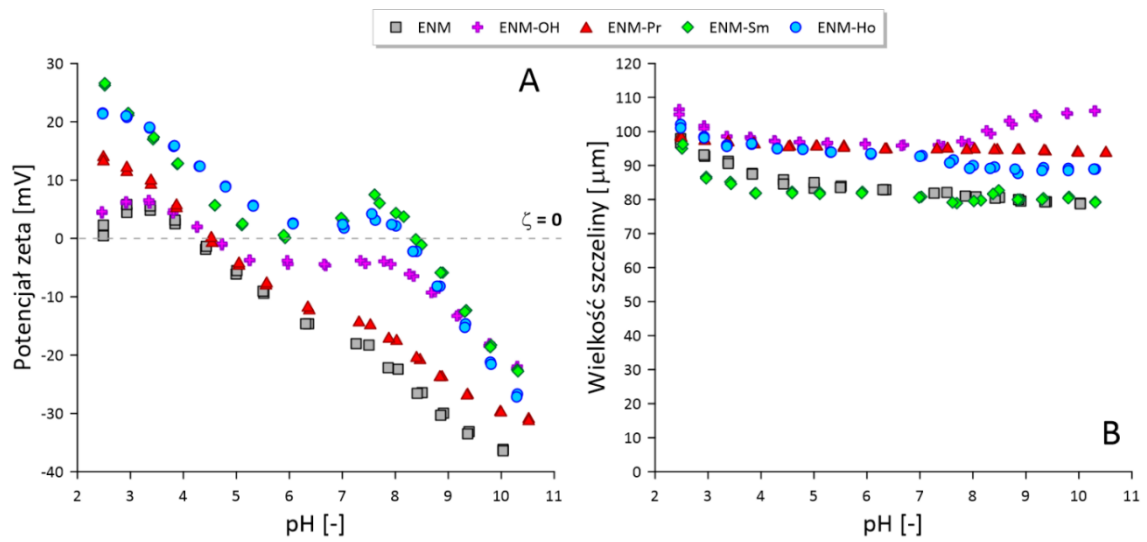 ENM ENM-OH ENM-Pr ENM-Sm ENM-Ho
A
Potencjał zeta [mV]
30
20
10
0
-10
-20
-30
-40
ζ = 0
2 3 4 5 6 7 8 9 10 11
pH [-]
B
Wielkość szczeliny [µm]
120
110
100
90
80
70
60
50
40
30
20
10
0
2 3 4 5 6 7 8 9 10 11
pH [-]